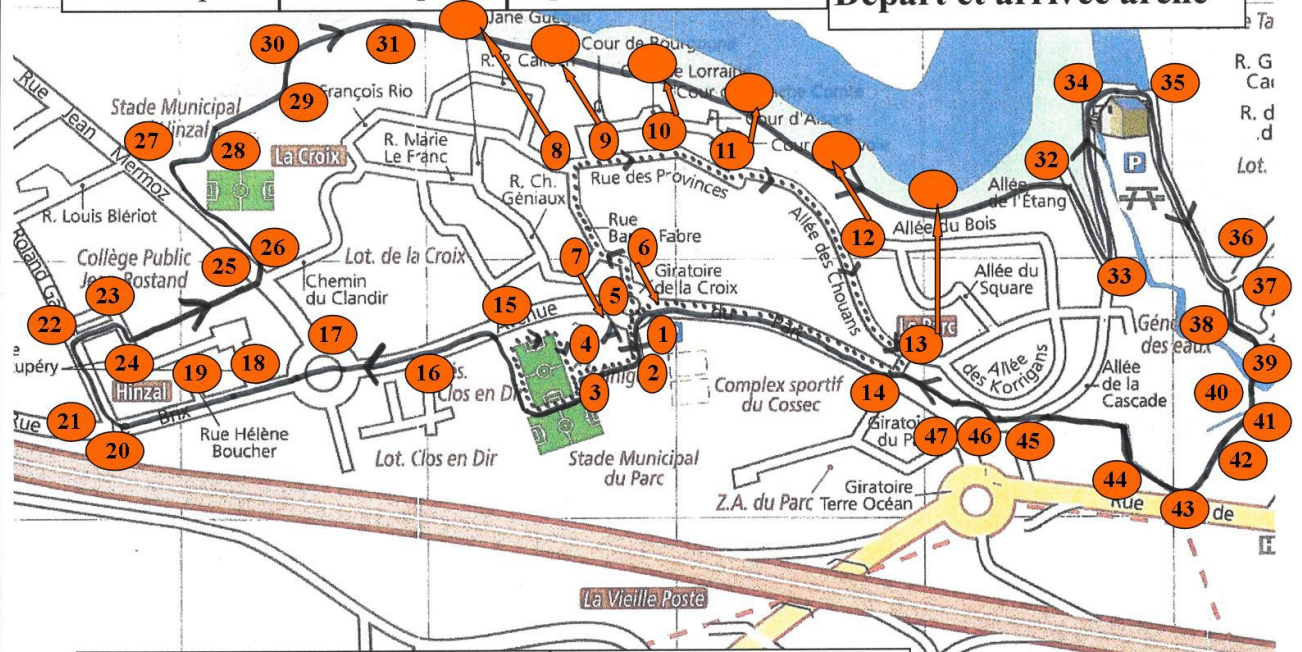 Départ et arrivée arche
30
31
Jane
Cour de Bourgogne
Lorraine
34
35
R. G
29
François Rio
Stade Municipal
Hinzal
27
28
Rue Jean Mermoz
La Croix
R. Marie
Le Franc
8
9
10
11
Cour d'Alsace
Rue des Provinces
R. Ch.
Géniaux
R. Louis Blériot
32
Allée
de l'Étang
P
R. d
Lot.
12
Allée du Bois
Rue
Fabre
6
7
Allée des Chouans
36
Collège Public
Jean Rostand
25
26
Lot. de la Croix
Giratoire
de la Croix
Allée du
Square
33
37
Chemin
du Clandir
23
22
15
Avenue
5
du
Parc
1
Le Parc
13
38
24
17
4
2
Allée
des Korrigans
des eaux
39
Hinzal
19
18
16
Clos en Dir
3
Complex sportif
du Cossec
14
Allée
de la
Cascade
40
41
21
Rue
20
Brix
Rue Hélène
Boucher
Lot. Clos en Dir
Stade Municipal
du Parc
Giratoire
47
46
45
42
44
Z.A. du Parc
Giratoire
Terre Océan
43
Rue
de
La Vieille Poste